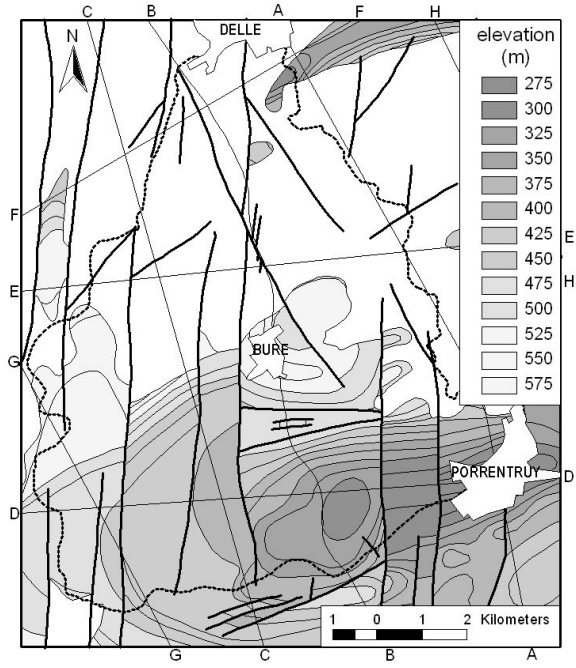 C B A F H
DELLE
N
elevation
(m)
275
300
325
350
375
400
425
450
475
500
525
550
575
F
E
E
H
G
BURE
PORRENTRUY
D
D
1 0 1 2 Kilometers
G C B A